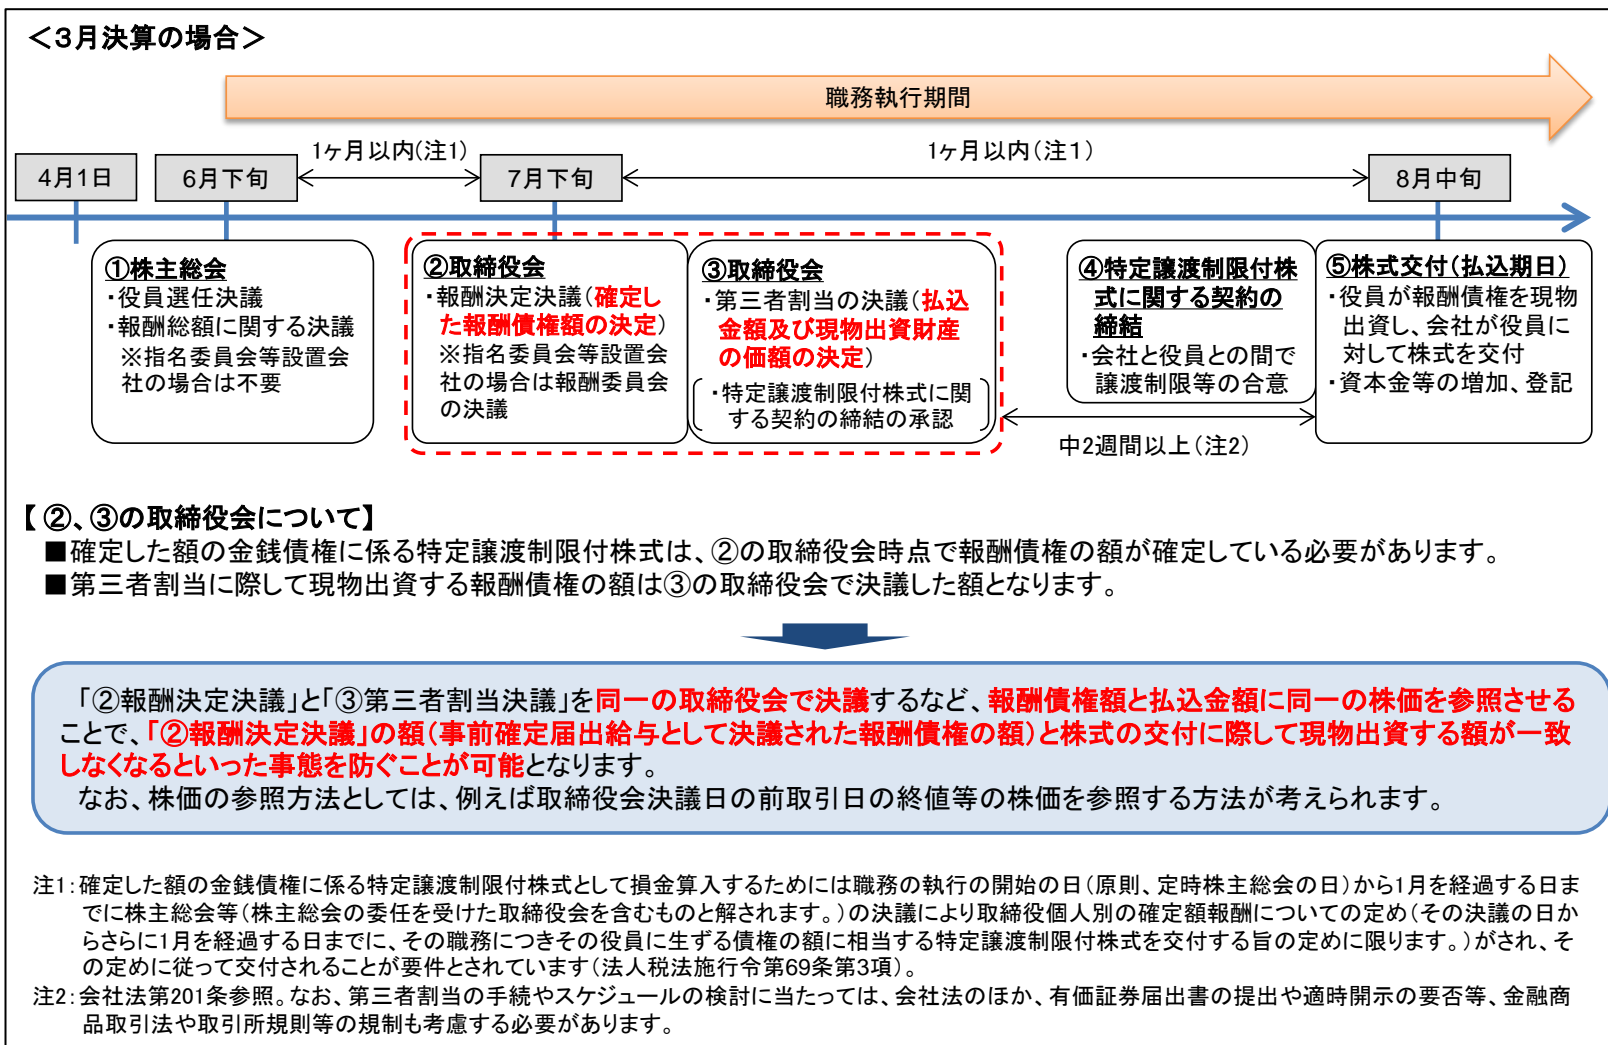 ＜3月決算の場合＞
職務執行期間
1ヶ月以内(注1)
1ヶ月以内(注1)
4月1日
6月下旬
7月下旬
8月中旬
①株主総会
・役員選任決議
・報酬総額に関する決議
※指名委員会等設置会
社の場合は不要
②取締役会
・報酬決定決議(確定し
た報酬債権額の決定)
※指名委員会等設置会
社の場合は報酬委員会
の決議
③取締役会
・第三者割当の決議(払込
金額及び現物出資財産
の価額の決定)
・特定譲渡制限付株式に関
する契約の締結の承認
④特定譲渡制限付株
式に関する契約の
締結
・会社と役員との間で
譲渡制限等の合意
⑤株式交付(払込期日)
・役員が報酬債権を現物
出資し、会社が役員に
対して株式を交付
・資本金等の増加、登記
中2週間以上(注2)
【②、③の取締役会について】
■確定した額の金銭債権に係る特定譲渡制限付株式は、②の取締役会時点で報酬債権の額が確定している必要があります。
■第三者割当に際して現物出資する報酬債権の額は③の取締役会で決議した額となります。
「②報酬決定決議」と「③第三者割当決議」を同一の取締役会で決議するなど、報酬債権額と払込金額に同一の株価を参照させる
ことで、「②報酬決定決議」の額(事前確定届出給与として決議された報酬債権の額)と株式の交付に際して現物出資する額が一致
しなくなるといった事態を防ぐことが可能となります。
なお、株価の参照方法としては、例えば取締役会決議日の前取引日の終値等の株価を参照する方法が考えられます。
注1:確定した額の金銭債権に係る特定譲渡制限付株式として損金算入するためには職務の執行の開始の日(原則、定時株主総会の日)から1月を経過する日ま
でに株主総会等(株主総会の委任を受けた取締役会を含むものと解されます。)の決議により取締役個人別の確定額報酬についての定め(その決議の日か
らさらに1月を経過する日までに、その職務につきその役員に生ずる債権の額に相当する特定譲渡制限付株式を交付する旨の定めに限ります。)がされ、そ
の定めに従って交付されることが要件とされています(法人税法施行令第69条第3項)。
注2:会社法第201条参照。なお、第三者割当の手続やスケジュールの検討に当たっては、会社法のほか、有価証券届出書の提出や適時開示の要否等、金融商
品取引法や取引所規則等の規制も考慮する必要があります。